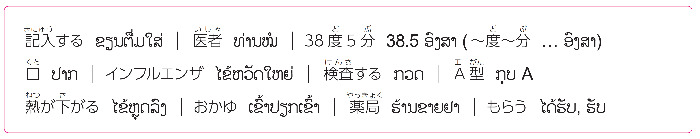 記入する ຂຽນຕື່ມໃສ່ | 医者 ທ່ານໝໍ | 38度5分 38.5 ອົງສາ (～度～分 … ອົງສາ)
口 ປາກ | インフルエンザ ໄຂ້ຫວັດໃຫຍ່ | 検査する ກວດ | A型 ກຸບ A
熱が下がる ໄຂ້ຫຼຸດລົງ | おかゆ ເຂົ້າປຽກເຂົ້າ | 薬局 ຮ້ານຂາຍຢາ | もらう ໄດ້ຮັບ, ຮັບ